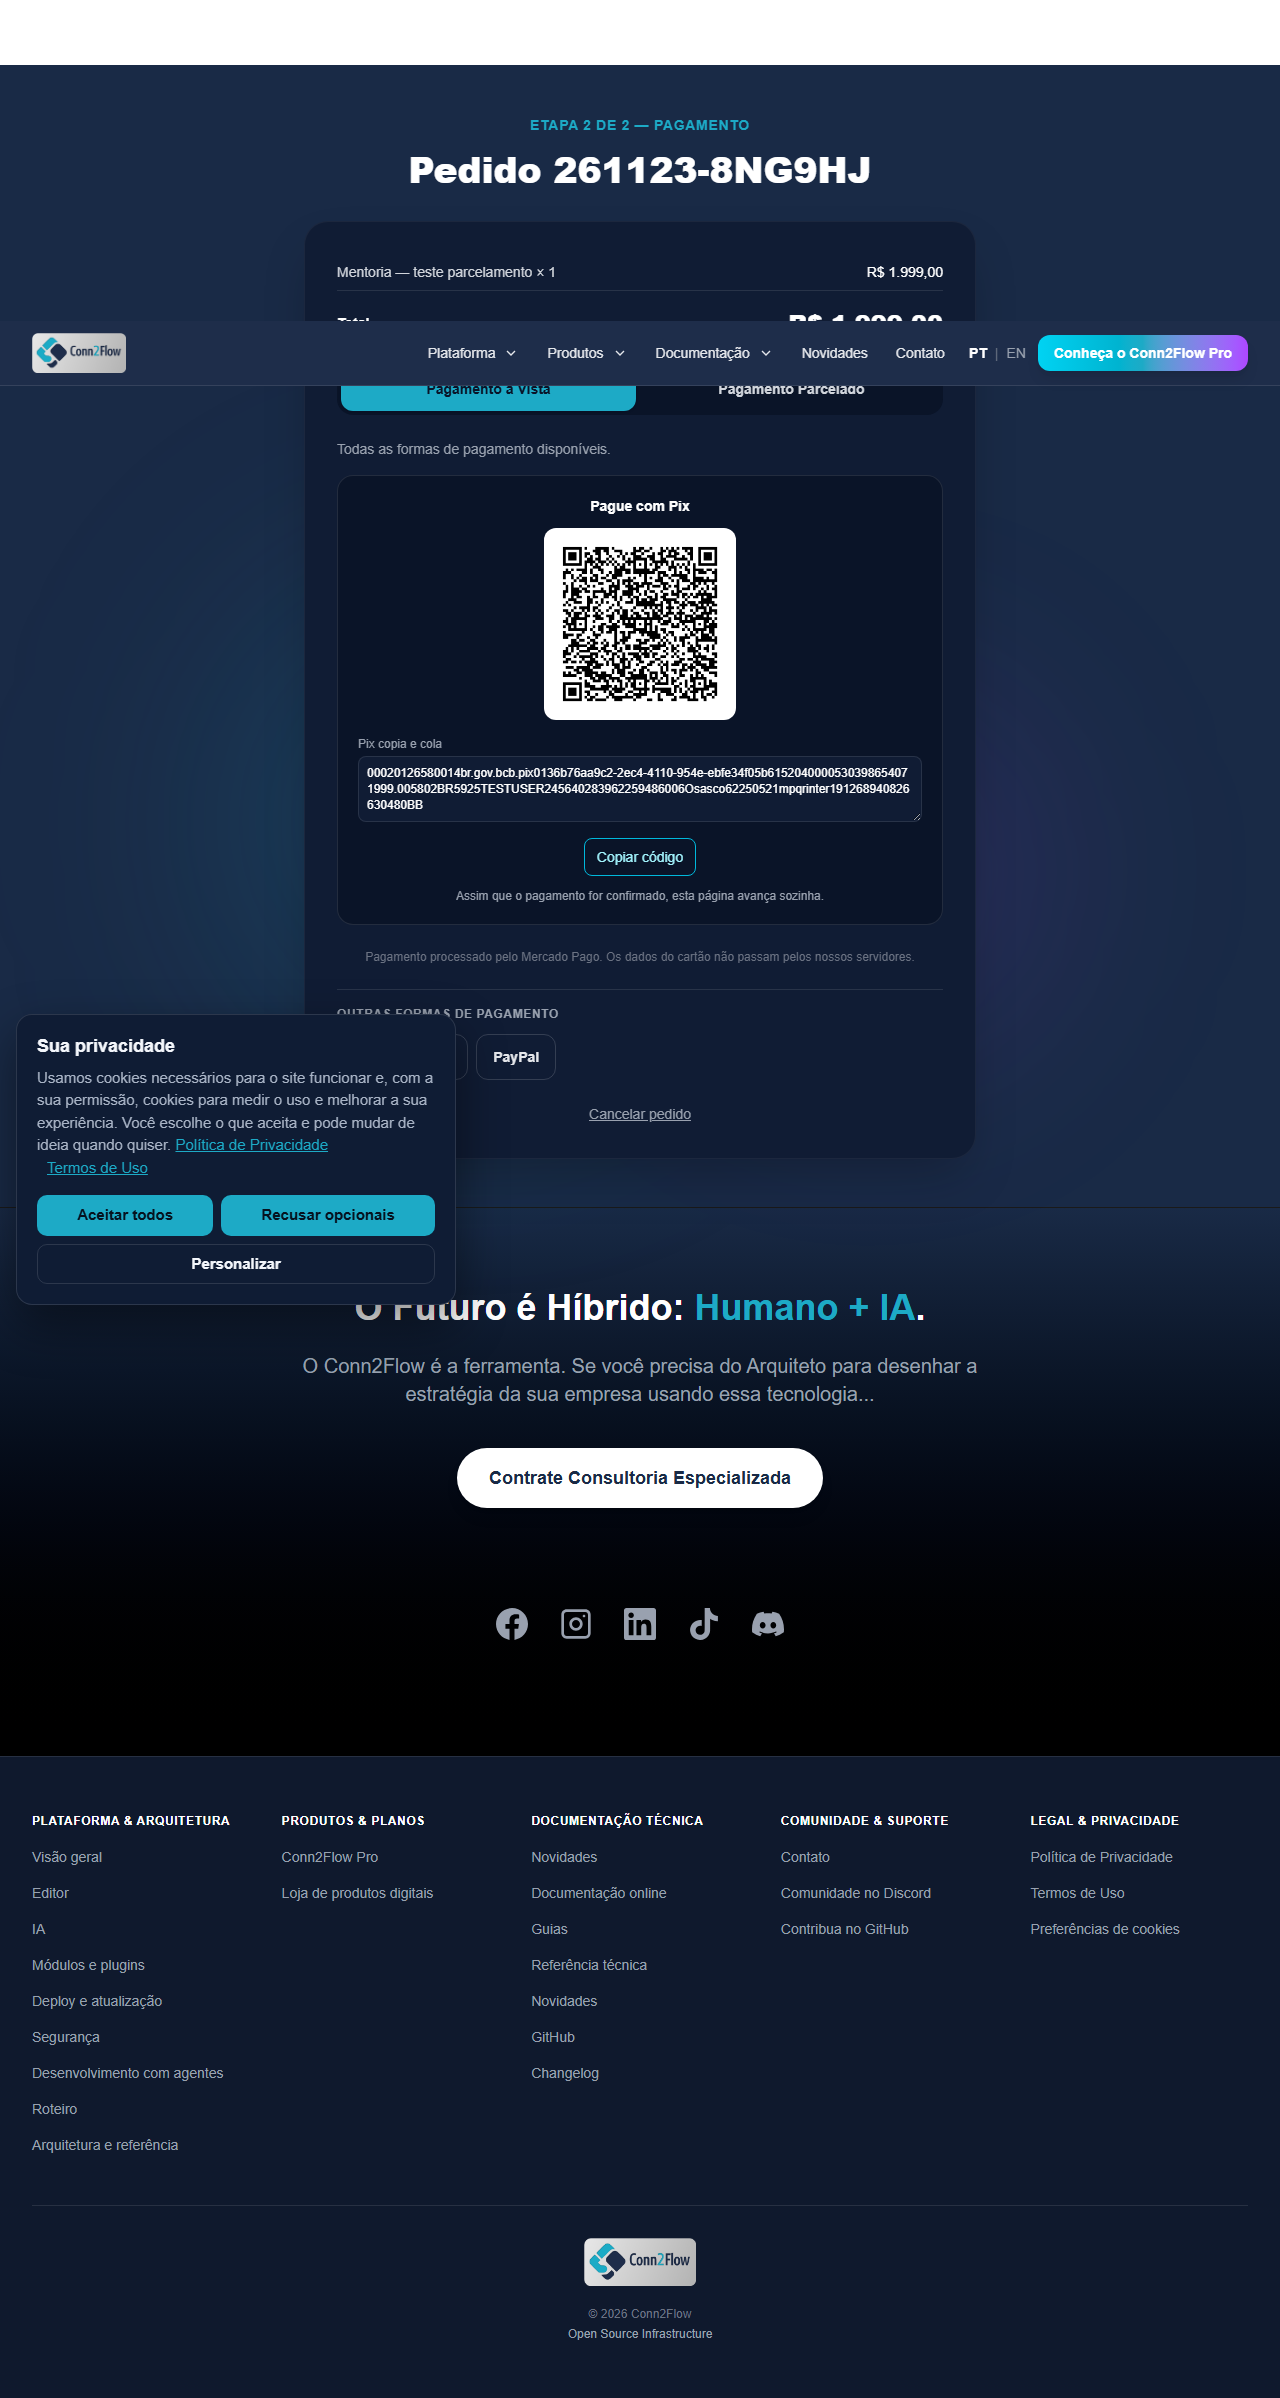 ETAPA 2 DE 2 — PAGAMENTO
Pedido 261123-8NG9HJ
Mentoria — teste parcelamento × 1
R$ 1.999,00
Total
R$ 1.999,00
Conn2Flow
Plataforma
Produtos
Documentação
Novidades
Contato
PT | EN
Conheça o Conn2Flow Pro
Pagamento à Vista
Pagamento Parcelado
Todas as formas de pagamento disponíveis.
Pague com Pix
Pix copia e cola
00020126580014br.gov.bcb.pix0136b76aa9c2-2ec4-4110-954e-ebfe34f05b615204000053039865407
1999.005802BR5925TESTUSER245640283962259486006Osasco62250521mpqrinter191268940826
630480BB
Copiar código
Assim que o pagamento for confirmado, esta página avança sozinha.
Pagamento processado pelo Mercado Pago. Os dados do cartão não passam pelos nossos servidores.
OUTRAS FORMAS DE PAGAMENTO
PayPal
Cancelar pedido
Sua privacidade
Usamos cookies necessários para o site funcionar e, com a
sua permissão, cookies para medir o uso e melhorar a sua
experiência. Você escolhe o que aceita e pode mudar de
ideia quando quiser. Política de Privacidade
Termos de Uso
Aceitar todos
Recusar opcionais
Personalizar
O Futuro é Híbrido: Humano + IA.
O Conn2Flow é a ferramenta. Se você precisa do Arquiteto para desenhar a
estratégia da sua empresa usando essa tecnologia...
Contrate Consultoria Especializada
PLATAFORMA & ARQUITETURA
Visão geral
Editor
IA
Módulos e plugins
Deploy e atualização
Segurança
Desenvolvimento com agentes
Roteiro
Arquitetura e referência
PRODUTOS & PLANOS
Conn2Flow Pro
Loja de produtos digitais
DOCUMENTAÇÃO TÉCNICA
Novidades
Documentação online
Guias
Referência técnica
Novidades
GitHub
Changelog
COMUNIDADE & SUPORTE
Contato
Comunidade no Discord
Contribua no GitHub
LEGAL & PRIVACIDADE
Política de Privacidade
Termos de Uso
Preferências de cookies
Conn2Flow
© 2026 Conn2Flow
Open Source Infrastructure